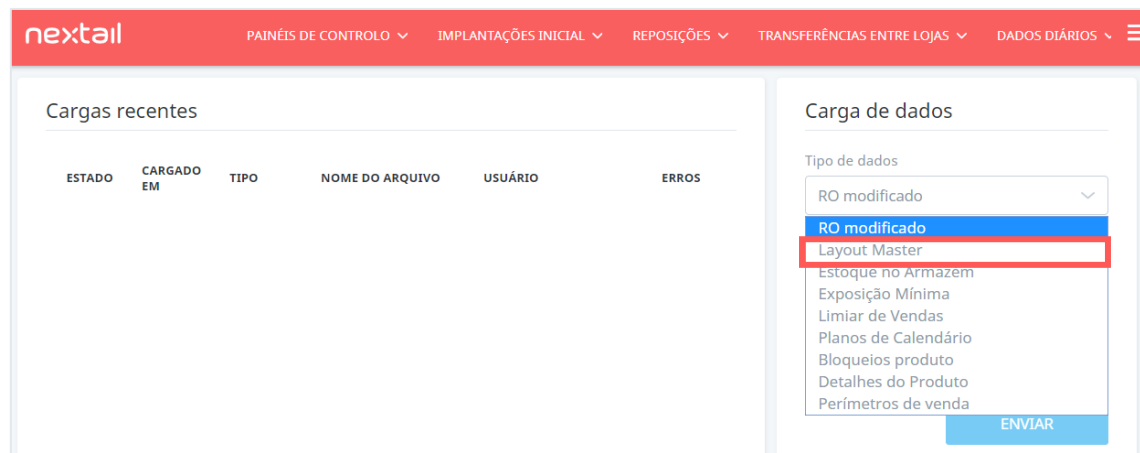 nextail
PAINÉIS DE CONTROLO IMPLANTAÇÕES INICIAL REPOSIÇÕES TRANSFERÊNCIAS ENTRE LOJAS DADOS DIÁRIOS
Cargas recentes
ESTADO CARGADO EM TIPO NOME DO ARQUIVO USUÁRIO ERROS
Carga de dados
Tipo de dados
RO modificado
RO modificado
Layout Master
Estoque no Armazém
Exposição Mínima
Limiar de Vendas
Planos de Calendário
Bloqueios produto
Detalhes do Produto
Perímetros de venda
ENVIAR